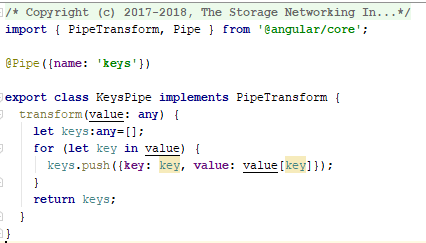 /* Copyright (c) 2017-2018, The Storage Networking In...*/
import { PipeTransform, Pipe } from '@angular/core';
@Pipe({name: 'keys'})
export class KeysPipe implements PipeTransform {
transform(value: any) {
let keys:any=[];
for (let key in value) {
keys.push({key: key, value: value[key]});
}
return keys;
}
}